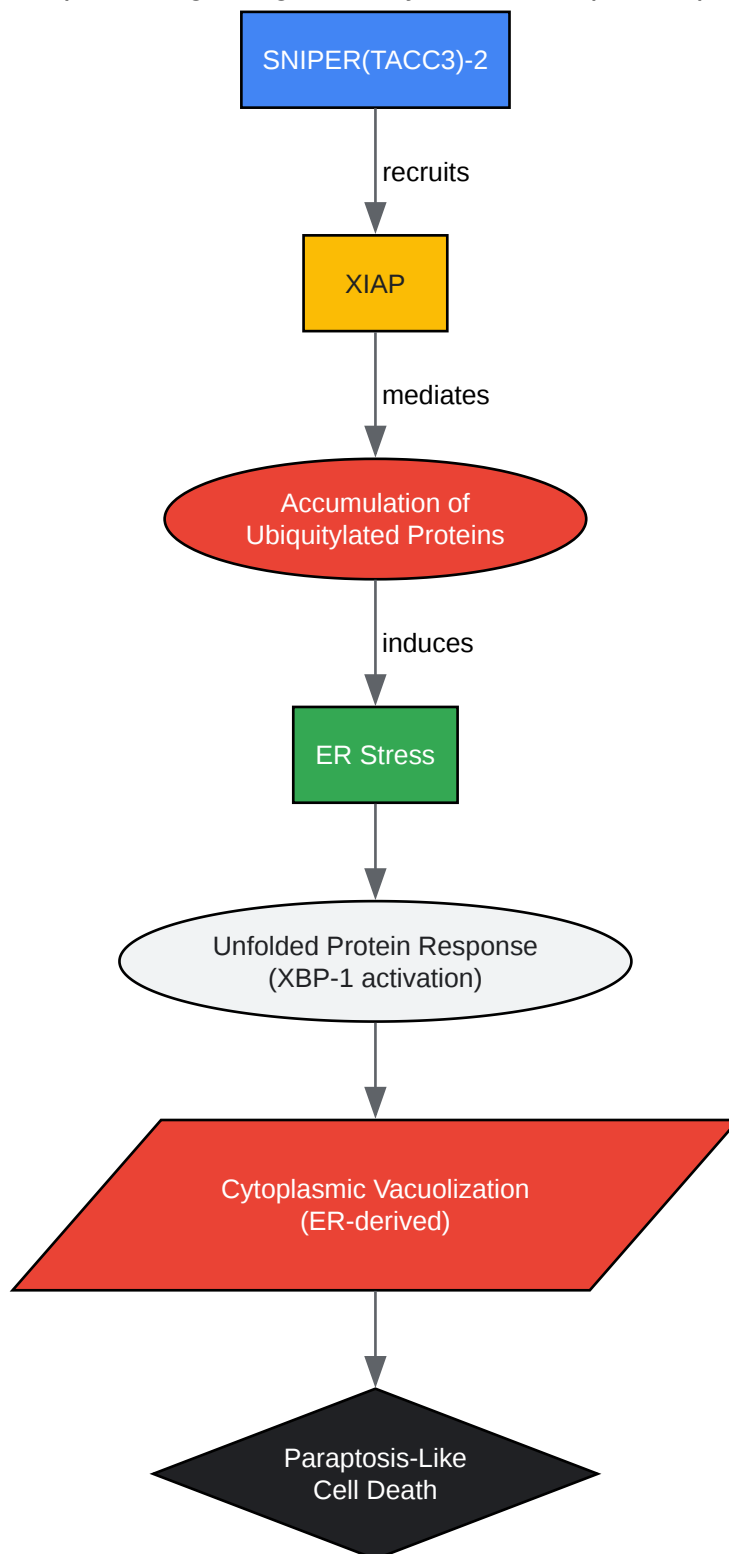 SNIPER(TACC3)-2
recruits
XIAP
mediates
Accumulation of
Ubiquitylated Proteins
induces
ER Stress
Unfolded Protein Response
(XBP-1 activation)
Cytoplasmic Vacuolization
(ER-derived)
Paraptosis-Like
Cell Death